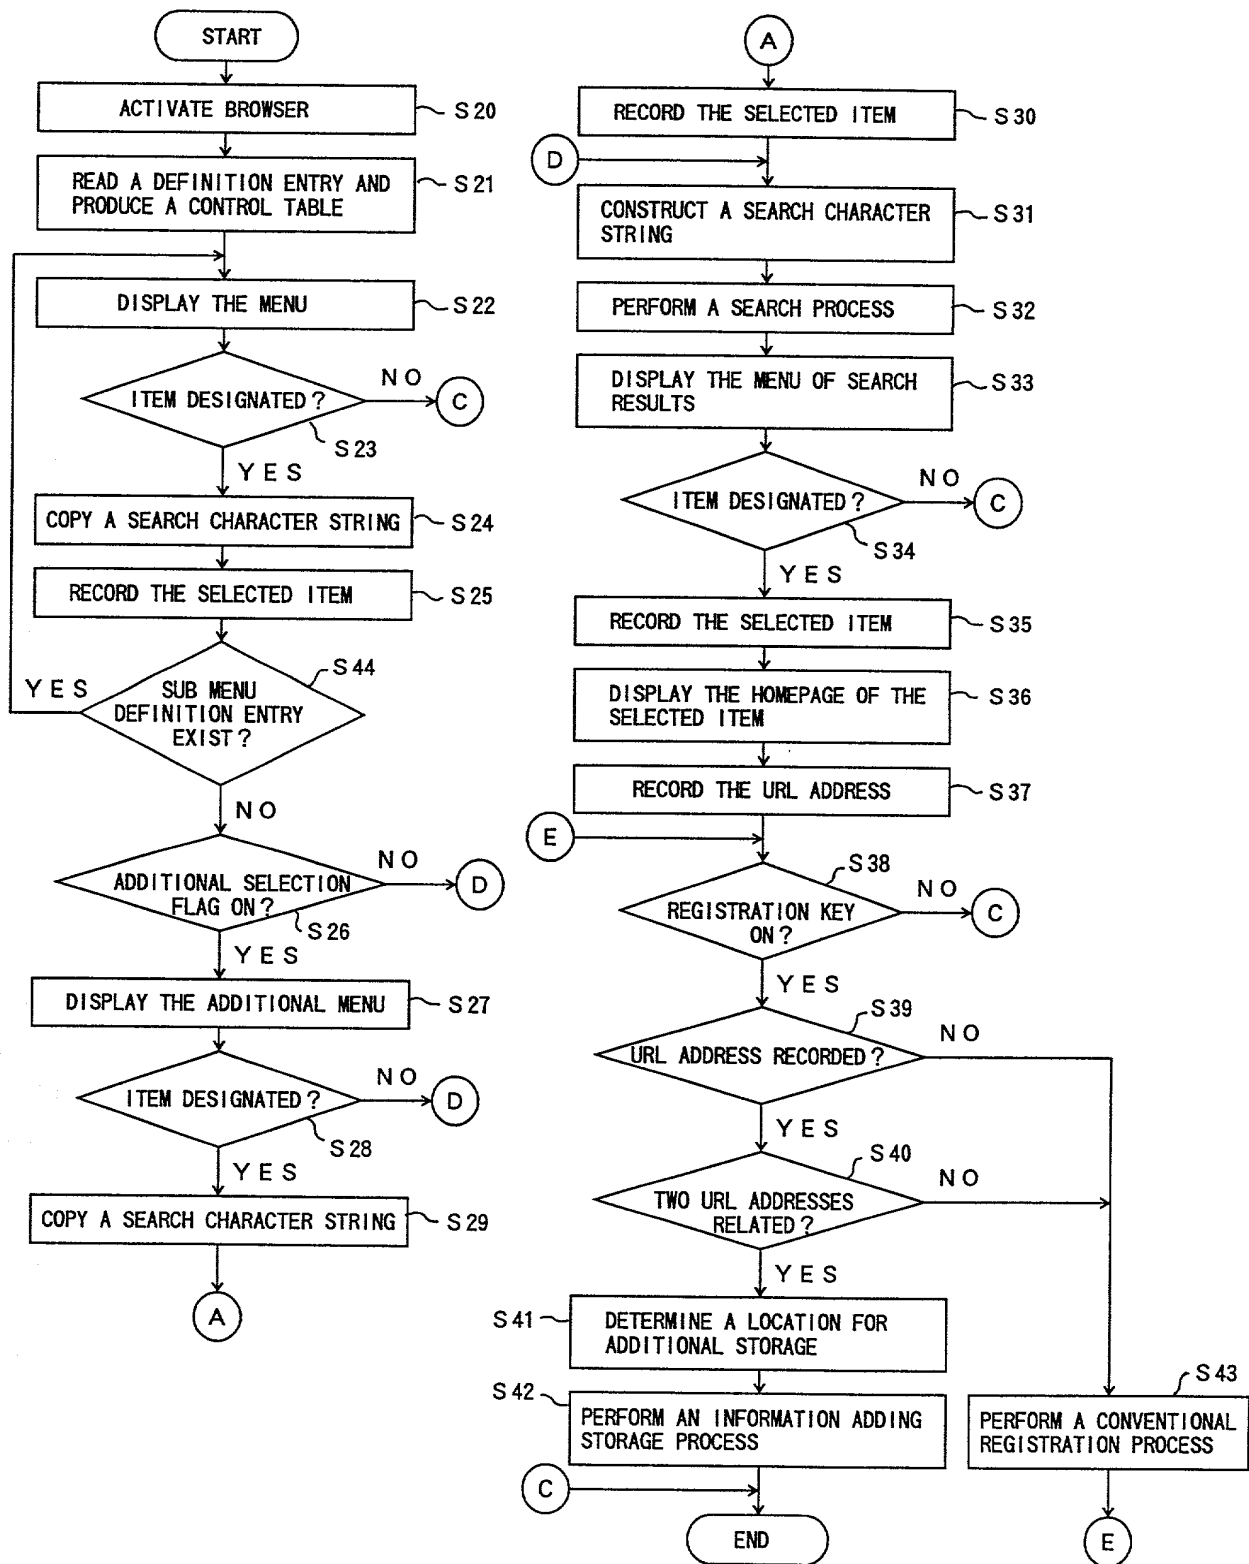 START
ACTIVATE BROWSER
S20
READ A DEFINITION ENTRY AND
PRODUCE A CONTROL TABLE
S21
DISPLAY THE MENU
S22
ITEM DESIGNATED?
NO
C
S23
YES
COPY A SEARCH CHARACTER STRING
S24
RECORD THE SELECTED ITEM
S25
S44
YES
SUB MENU
DEFINITION ENTRY
EXIST?
NO
ADDITIONAL SELECTION
FLAG ON?
NO
D
S26
YES
DISPLAY THE ADDITIONAL MENU
S27
ITEM DESIGNATED?
NO
D
S28
YES
COPY A SEARCH CHARACTER STRING
S29
A
A
RECORD THE SELECTED ITEM
S30
D
CONSTRUCT A SEARCH CHARACTER
STRING
S31
PERFORM A SEARCH PROCESS
S32
DISPLAY THE MENU OF SEARCH
RESULTS
S33
ITEM DESIGNATED?
NO
C
S34
YES
RECORD THE SELECTED ITEM
S35
DISPLAY THE HOMEPAGE OF THE
SELECTED ITEM
S36
RECORD THE URL ADDRESS
S37
E
S38
REGISTRATION KEY
ON?
NO
C
YES
S39
URL ADDRESS RECORDED?
NO
YES
S40
TWO URL ADDRESSES
RELATED?
NO
YES
S41
DETERMINE A LOCATION FOR
ADDITIONAL STORAGE
S42
PERFORM AN INFORMATION ADDING
STORAGE PROCESS
S43
PERFORM A CONVENTIONAL
REGISTRATION PROCESS
C
END
E